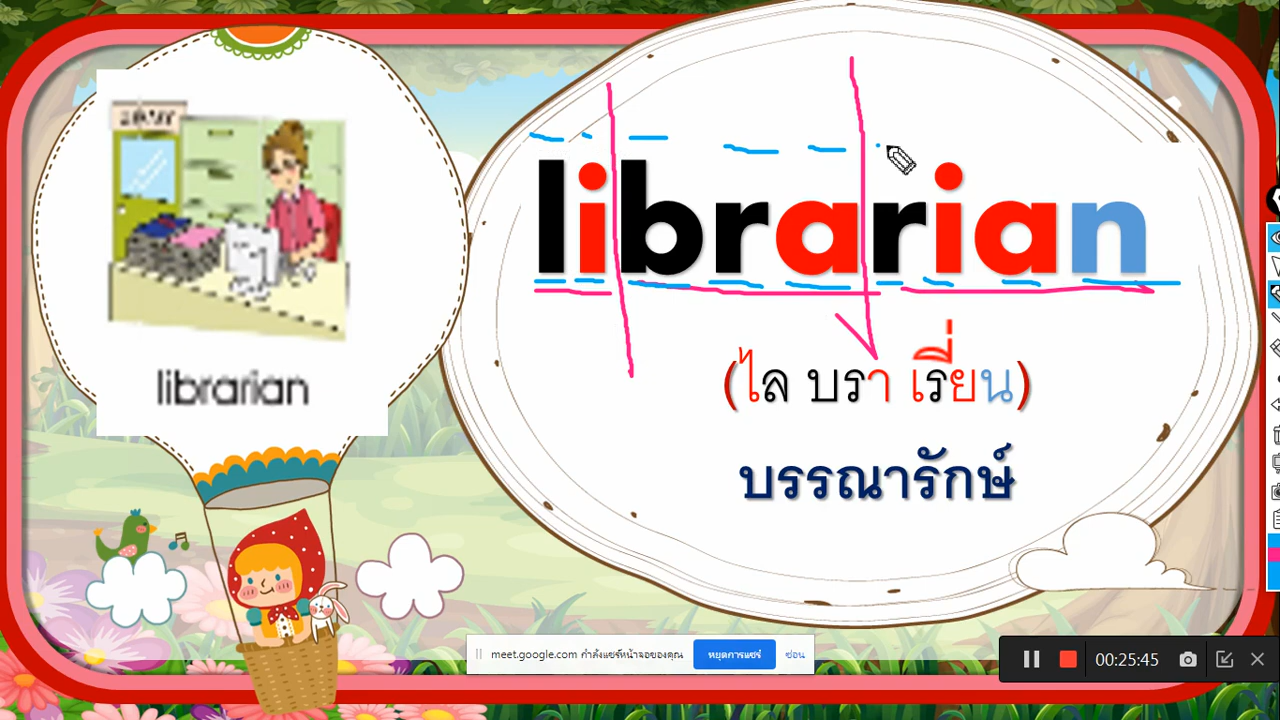 librarian
librarian
(ไล บรา เรี่ยน)
บรรณารักษ์
meet.google.com กำลังแชร์หน้าจอของคุณ หยุดการแชร์ ซ่อน
00:25:45